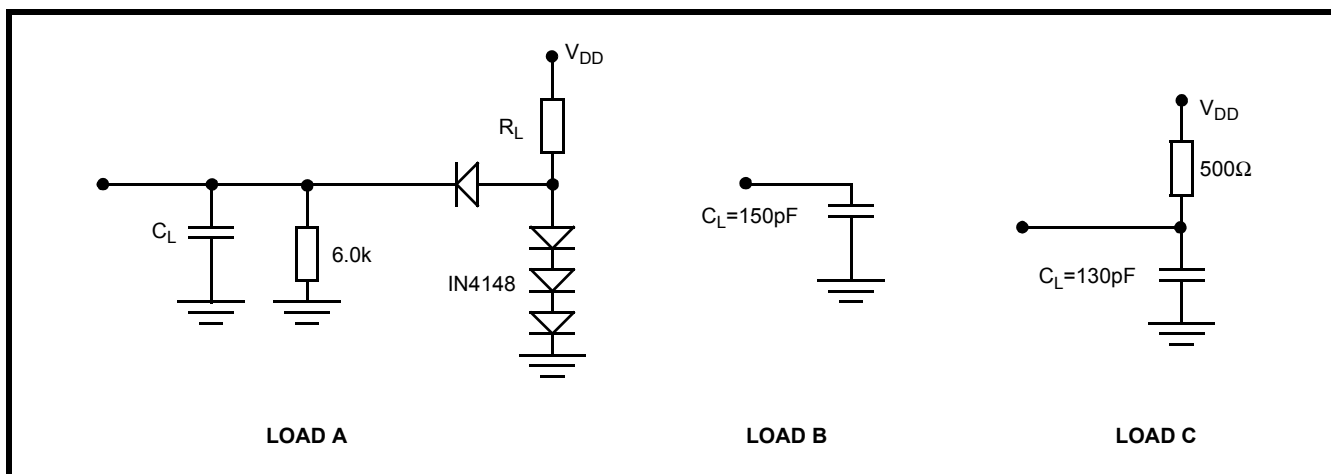 V_DD
R_L
C_L
6.0k
IN4148
LOAD A
C_L=150pF
LOAD B
V_DD
500Ω
C_L=130pF
LOAD C